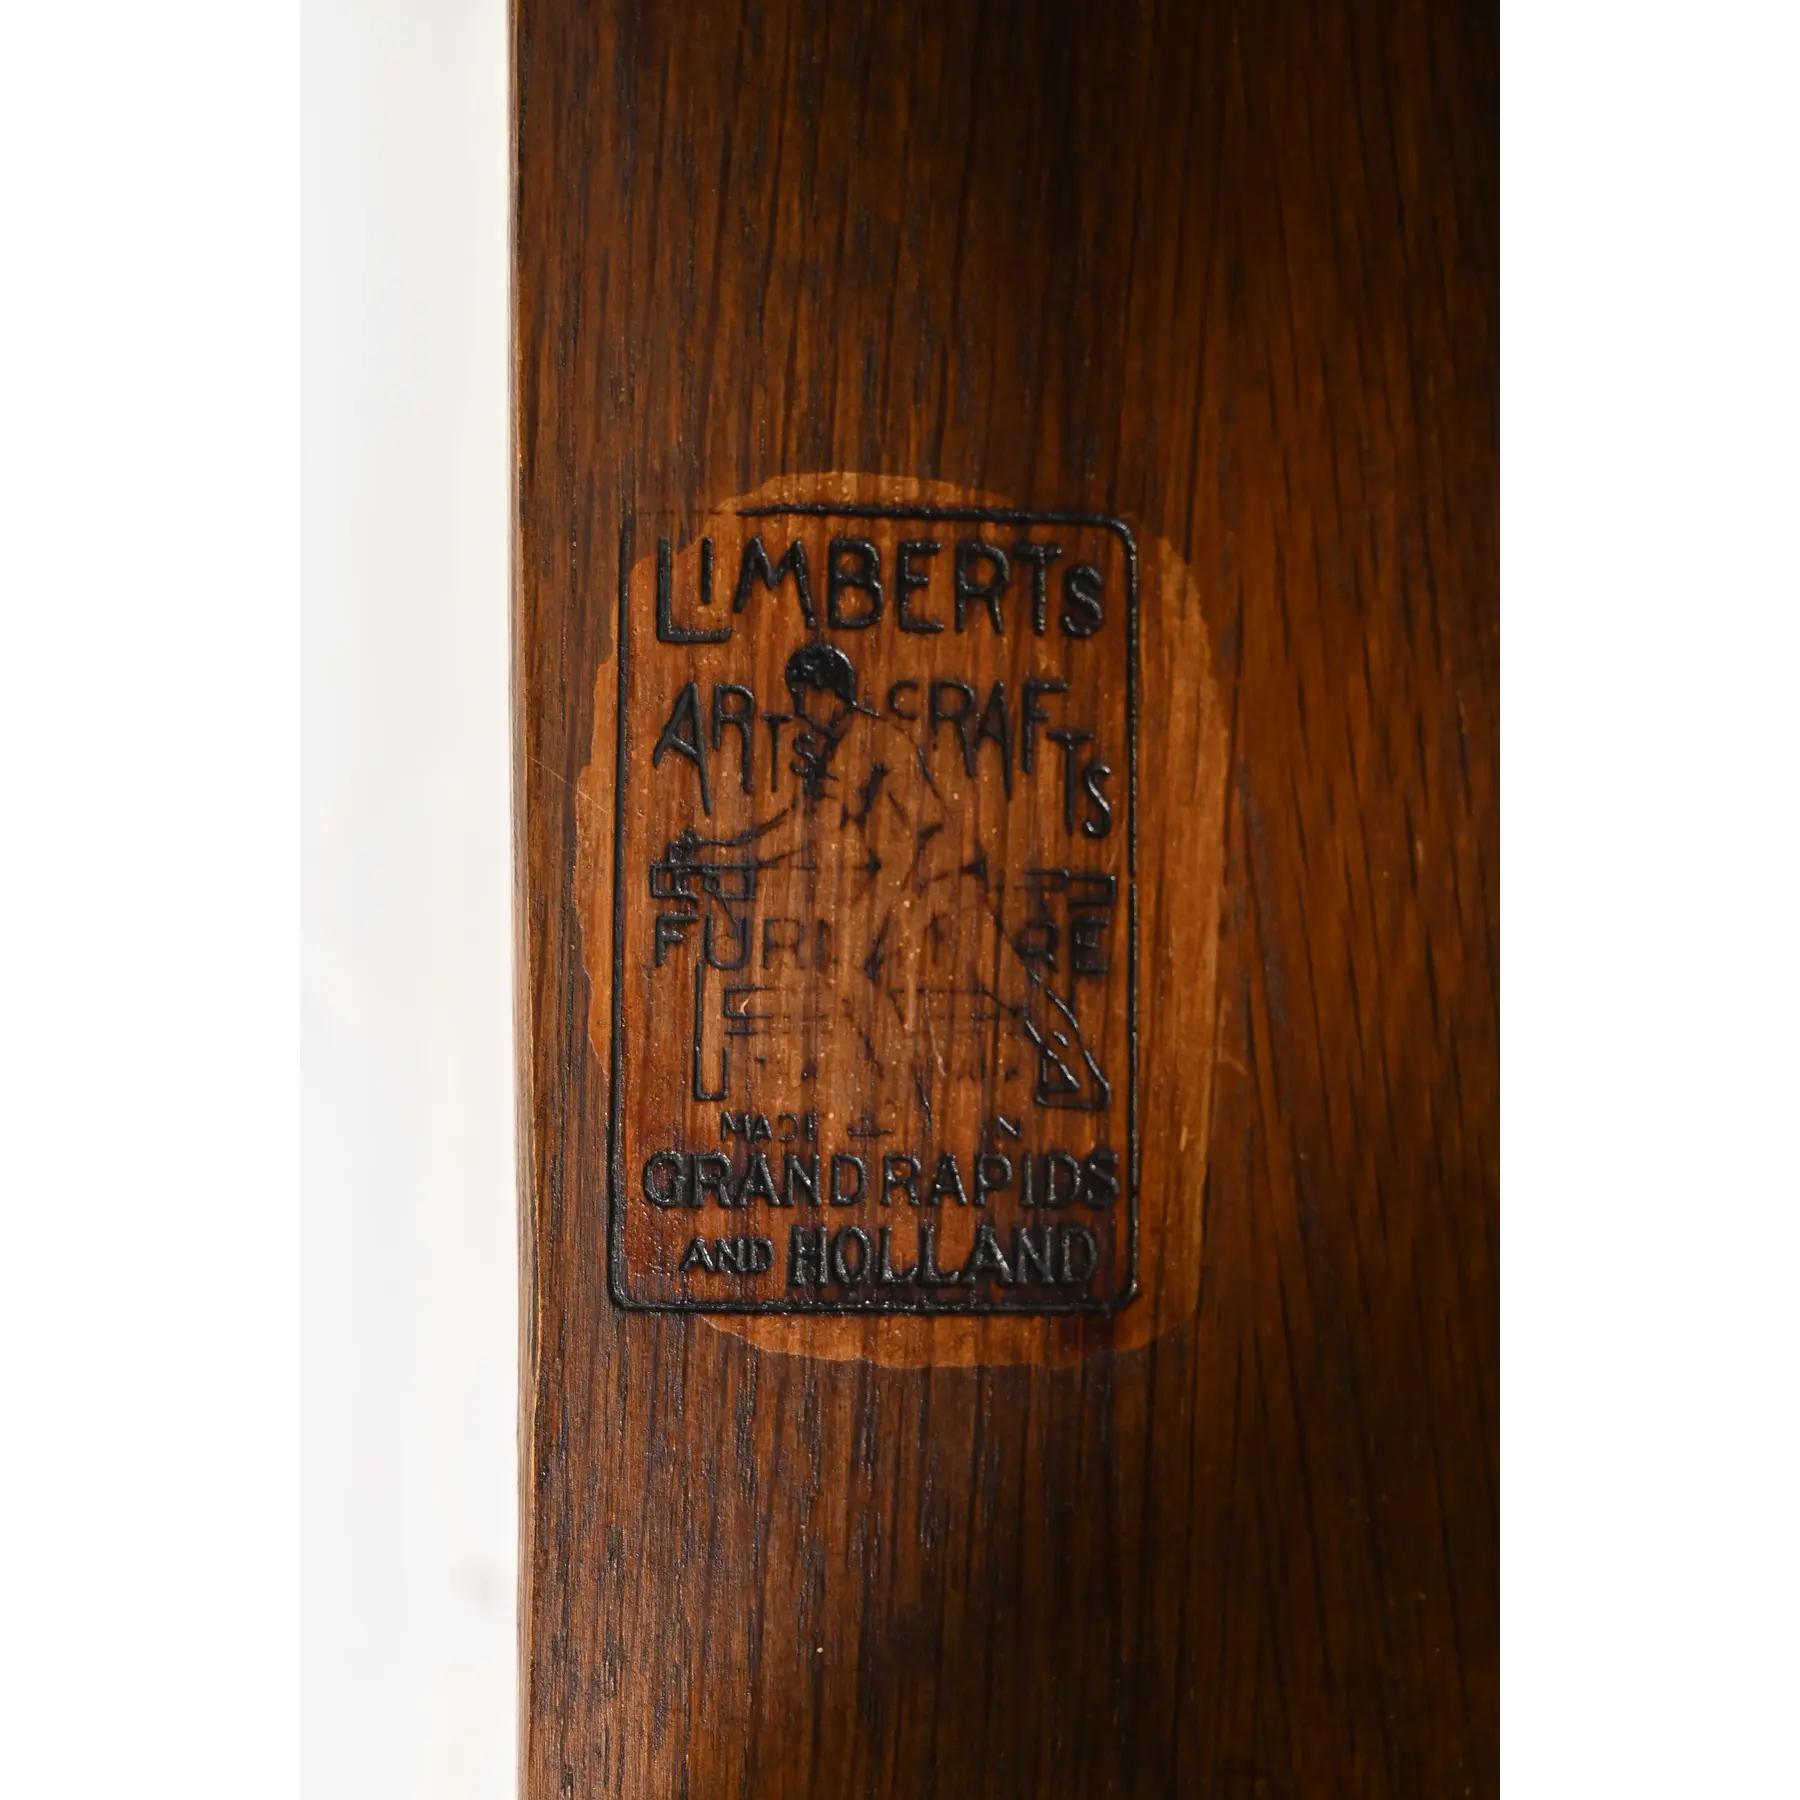 LIMBERTS
ARTS CRAFTS
FURNITURE
MADE IN
GRAND RAPIDS
AND HOLLAND